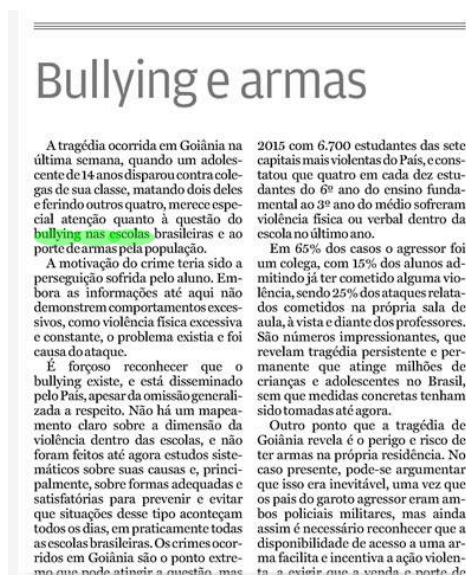 Bullying e armas
A tragédia ocorrida em Goiânia na
última semana, quando um adoles-
cente de 14 anos disparou contra cole-
gas de sua classe, matando dois deles
e ferindo outros quatro, merece espe-
cial atenção quanto à questão do
bullying nas escolas brasileiras e ao
porte de armas pela população.
A motivação do crime teria sido a
perseguição sofrida pelo aluno. Em-
bora as informações até aqui não
demonstrem comportamentos exces-
sivos, como violência física excessiva
e constante, o problema existia e foi
causa do ataque.
É forçoso reconhecer que o
bullying existe, e está disseminado
pelo País, apesar da omissão generali-
zada a respeito. Não há um mapea-
mento claro sobre a dimensão da
violência dentro das escolas, e não
foram feitos até agora estudos siste-
máticos sobre suas causas e, princi-
palmente, sobre formas adequadas e
satisfatórias para prevenir e evitar
que situações desse tipo aconteçam
todos os dias, em praticamente todas
as escolas brasileiras. Os crimes ocor-
ridos em Goiânia são o ponto extre-
mo que pode atingir a questão, mas
2015 com 6.700 estudantes das sete
capitais mais violentas do País, e cons-
tatou que quatro em cada dez estu-
dantes do 6º ano do ensino funda-
mental ao 3º ano do médio sofreram
violência física ou verbal dentro da
escola no último ano.
Em 65% dos casos o agressor foi
um colega, com 15% dos alunos ad-
mitindo já ter cometido alguma vio-
lência, sendo 25% dos ataques relata-
dos cometidos na própria sala de
aula, à vista e diante dos professores.
São números impressionantes, que
revelam tragédia persistente e per-
manente que atinge milhões de
crianças e adolescentes no Brasil,
sem que medidas concretas tenham
sido tomadas até agora.
Outro ponto que a tragédia de
Goiânia revela é o perigo e risco de
ter armas na própria residência. No
caso presente, pode-se argumentar
que isso era inevitável, uma vez que
os pais do garoto agressor eram am-
bos policiais militares, mas ainda
assim é necessário reconhecer que a
disponibilidade de acesso a uma ar-
ma facilita e incentiva a ação violen-
ta, a exigir que a venda e porte de